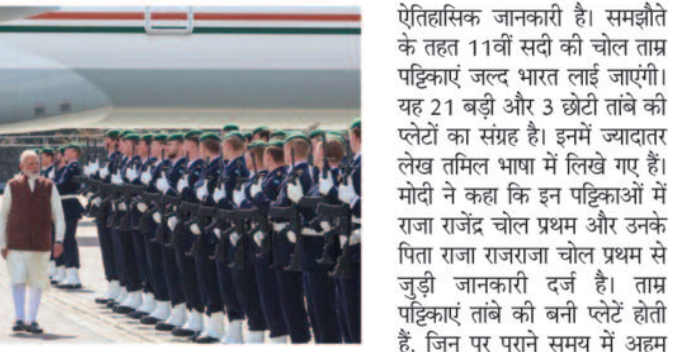 ऐतिहासिक जानकारी है। समझौते
के तहत 11वीं सदी की चोल ताम्र
पट्टिकाएं जल्द भारत लाई जाएंगी।
यह 21 बड़ी और 3 छोटी तांबे की
प्लेटों का संग्रह है। इनमें ज्यादातर
लेख तमिल भाषा में लिखे गए हैं।
मोदी ने कहा कि इन पट्टिकाओं में
राजा राजेंद्र चोल प्रथम और उनके
पिता राजा राजराजा चोल प्रथम से
जुड़ी जानकारी दर्ज है। ताम्र
पट्टिकाएं तांबे की बनी प्लेटें होती
हैं, जिन पर पुराने समय में अहम